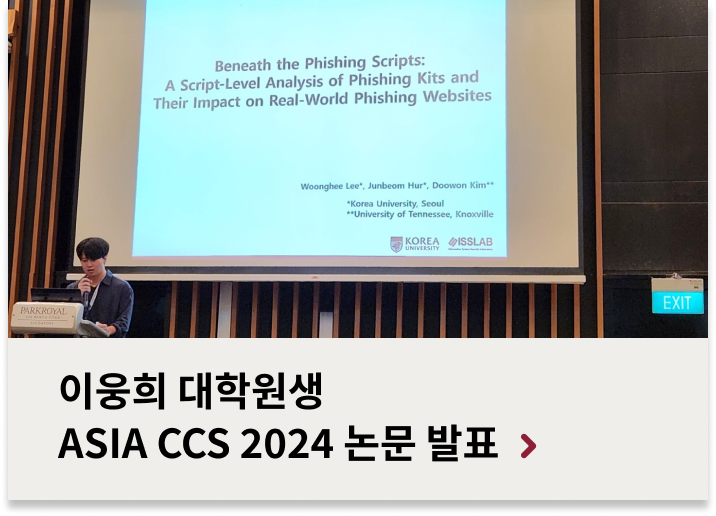 Beneath the Phishing Scripts:
A Script-Level Analysis of Phishing Kits and
Their Impact on Real-World Phishing Websites
Woonghee Lee*, Junbeom Hur*, Doowon Kim**
*Korea University, Seoul
**University of Tennessee, Knoxville
KOREA
UNIVERSITY
ISSLAB
PARKROYAL
EXIT
이웅희 대학원생
ASIA CCS 2024 논문 발표